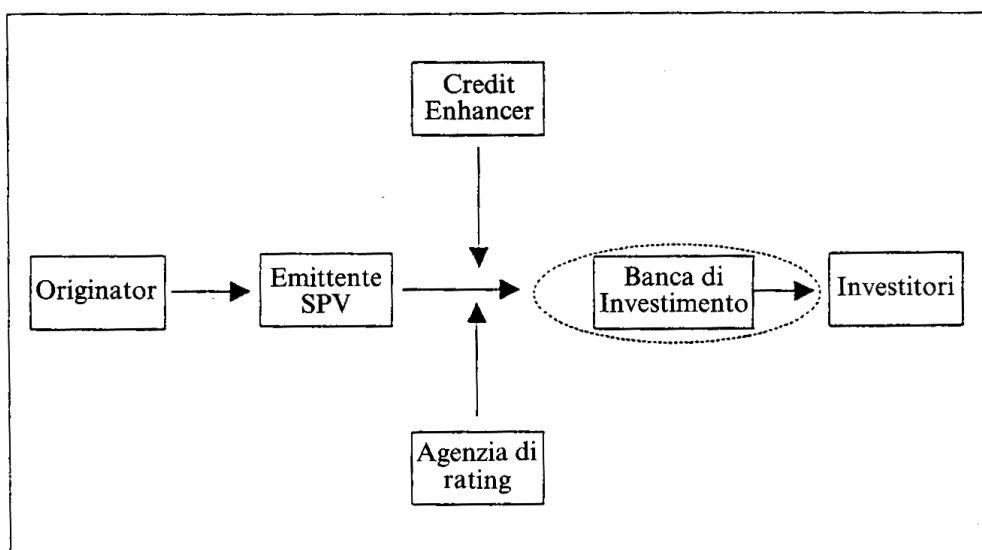 Credit
Enhancer
Originator
Emittente
SPV
Banca di
Investimento
Investitori
Agenzia di
rating